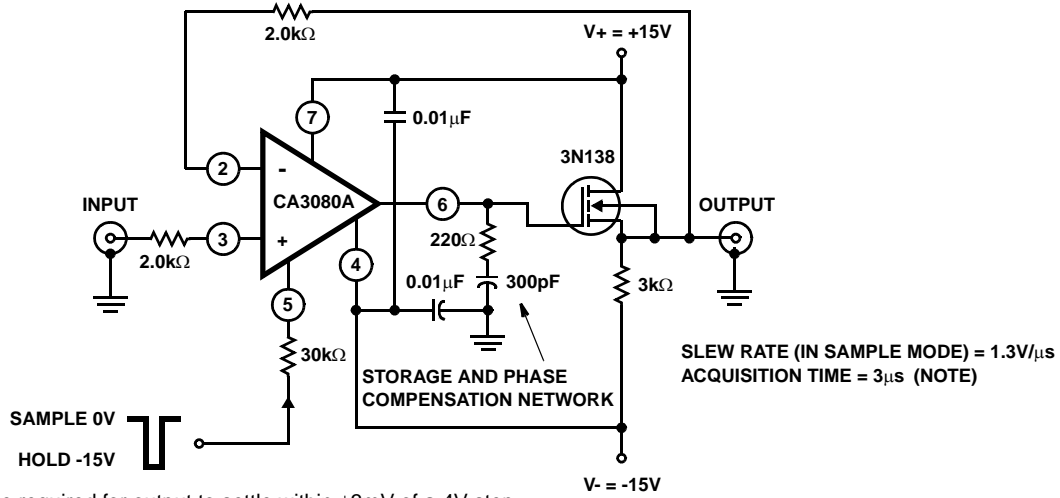 2.0kΩ
V+ = +15V
7
0.01μF
3N138
2
-
CA3080A
6
INPUT
OUTPUT
3
+
220Ω
2.0kΩ
4
0.01μF
300pF
3kΩ
5
30kΩ
SLEW RATE (IN SAMPLE MODE) = 1.3V/μs
ACQUISITION TIME = 3μs (NOTE)
STORAGE AND PHASE
COMPENSATION NETWORK
SAMPLE 0V
HOLD -15V
V- = -15V